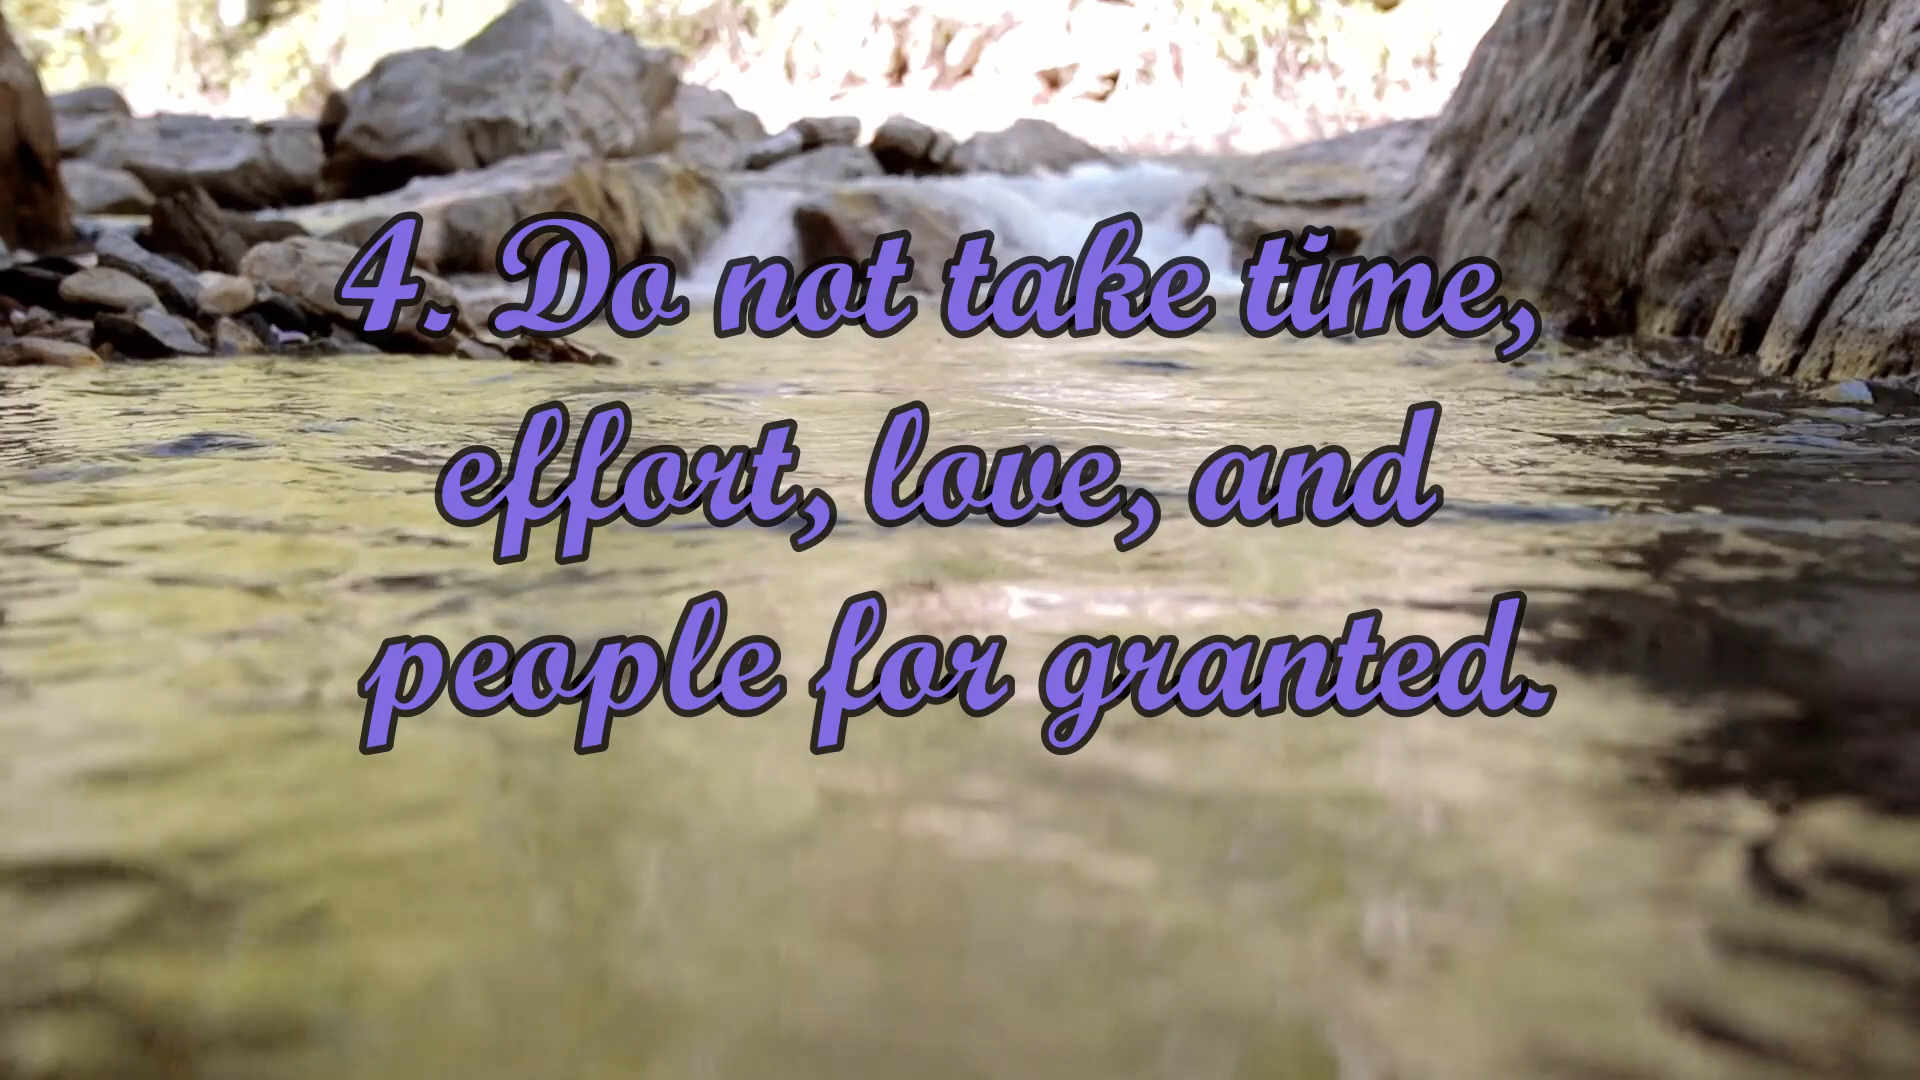 4. Do not take time,
effort, love, and
people for granted.